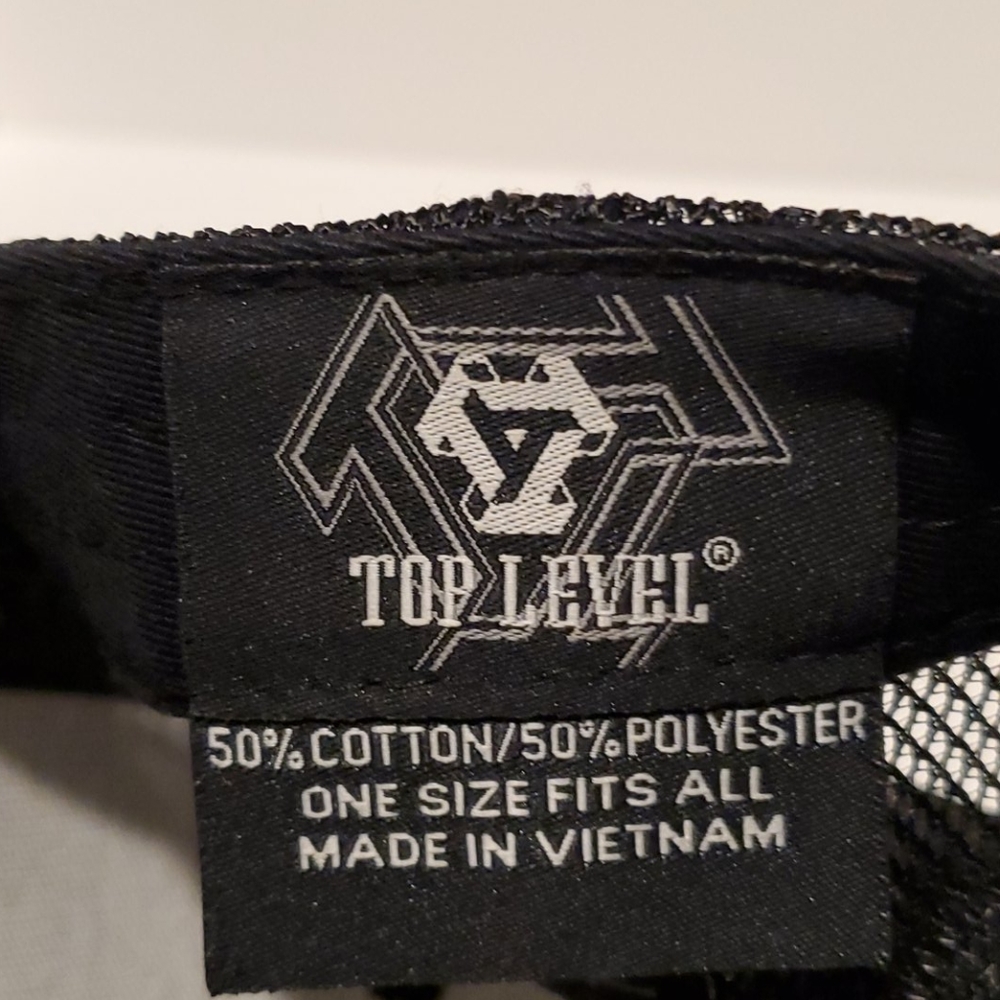 TOP LEVEL®
50% COTTON/50% POLYESTER
ONE SIZE FITS ALL
MADE IN VIETNAM